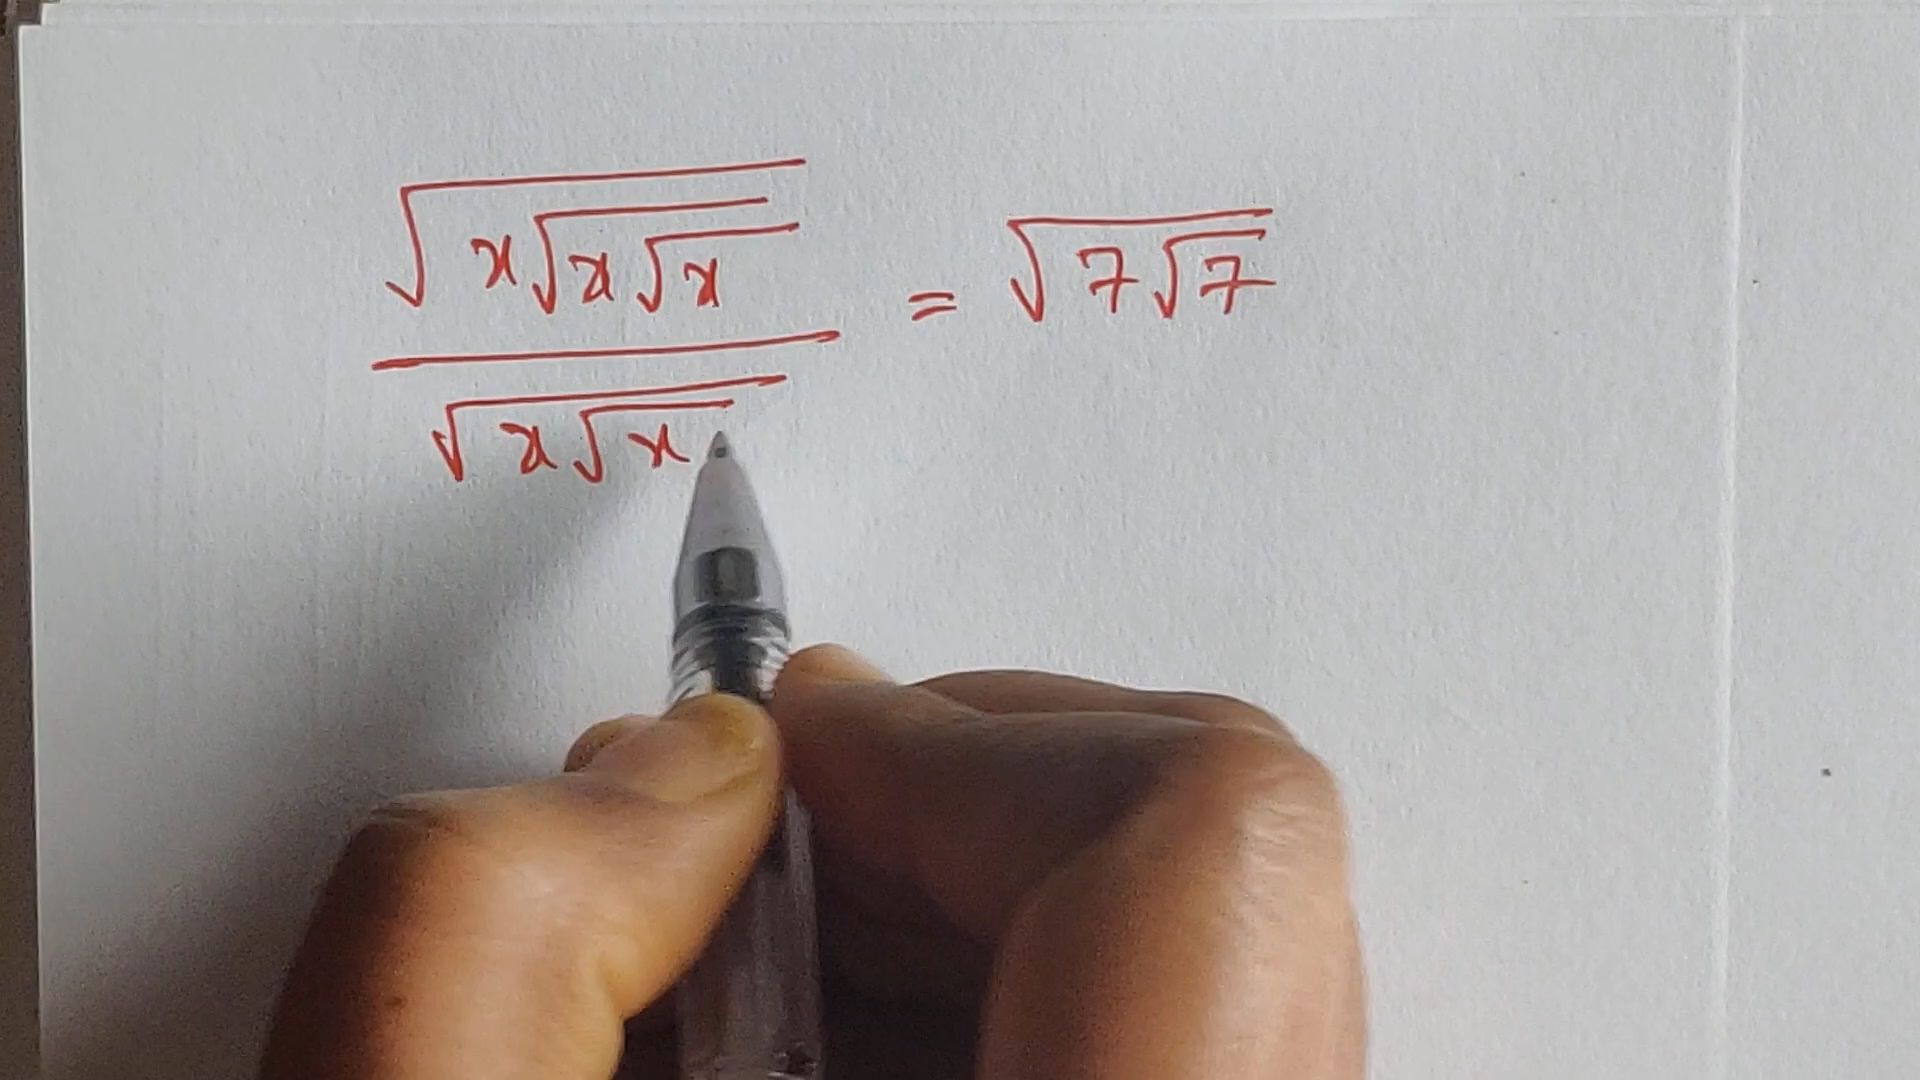 √(x√(x√x)) / √(x√x) = √(7√7)